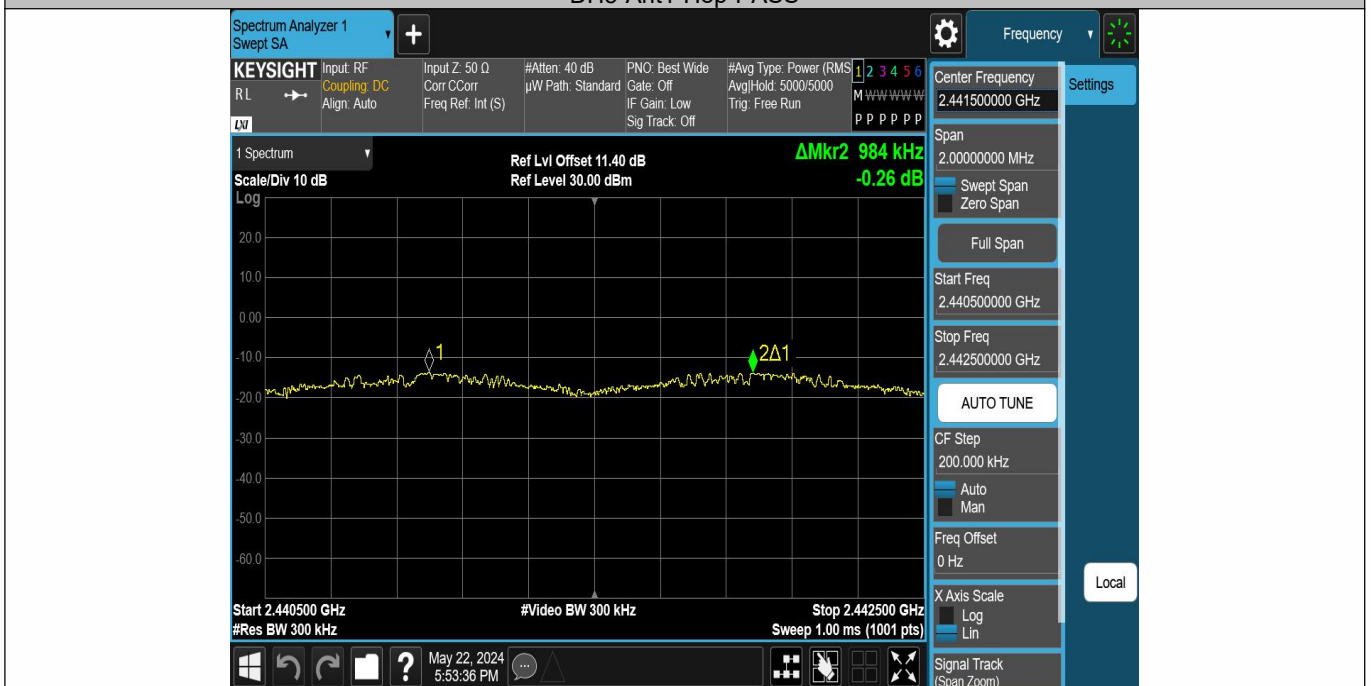 Spectrum Analyzer 1
Swept SA
+
Frequency
KEYSIGHT Input: RF Input Z: 50 Ω #Atten: 40 dB PNO: Best Wide #Avg Type: Power (RMS 1 2 3 4 5 6
RL Coupling: DC Corr CCorr µW Path: Standard Gate: Off Avg|Hold: 5000/5000 M W W W W W
Align: Auto Freq Ref: Int (S) IF Gain: Low Trig: Free Run
LXI Sig Track: Off P P P P P P
Center Frequency
2.441500000 GHz
Settings
1 Spectrum
Scale/Div 10 dB
Ref Lvl Offset 11.40 dB
Ref Level 30.00 dBm
ΔMkr2 984 kHz
-0.26 dB
Span
2.00000000 MHz
Swept Span
Zero Span
Full Span
Start Freq
2.440500000 GHz
Stop Freq
2.442500000 GHz
AUTO TUNE
CF Step
200.000 kHz
Auto
Man
Freq Offset
0 Hz
X Axis Scale
Log
Lin
Signal Track
(Span Zoom)
Local
Log
20.0
10.0
0.00
-10.0
-20.0
-30.0
-40.0
-50.0
-60.0
1
2Δ1
Start 2.440500 GHz #Video BW 300 kHz Stop 2.442500 GHz
#Res BW 300 kHz Sweep 1.00 ms (1001 pts)
? May 22, 2024
5:53:36 PM